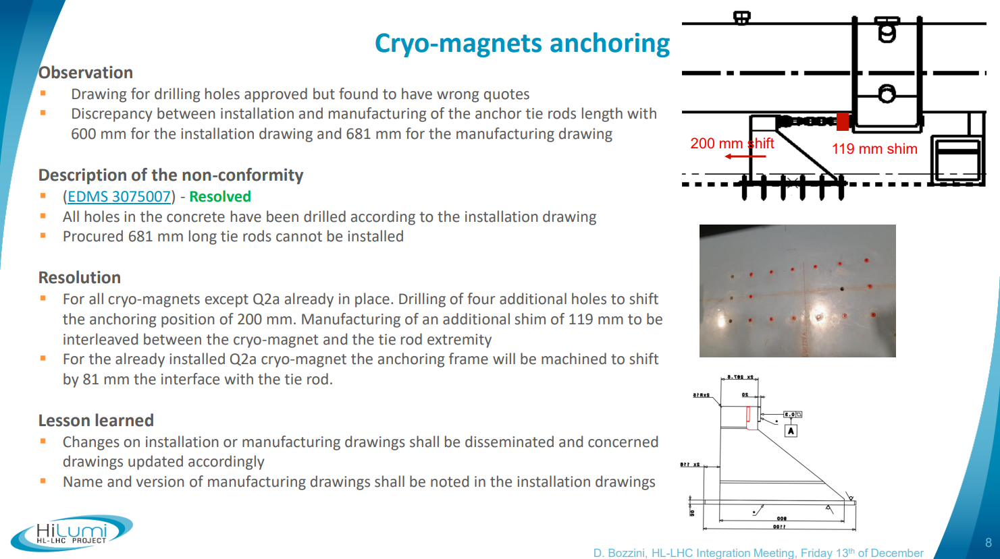 Cryo-magnets anchoring
Observation
▪ Drawing for drilling holes approved but found to have wrong quotes
▪ Discrepancy between installation and manufacturing of the anchor tie rods length with
600 mm for the installation drawing and 681 mm for the manufacturing drawing
200 mm shift
119 mm shim
Description of the non-conformity
▪ (EDMS 3075007) - Resolved
▪ All holes in the concrete have been drilled according to the installation drawing
▪ Procured 681 mm long tie rods cannot be installed
Resolution
▪ For all cryo-magnets except Q2a already in place. Drilling of four additional holes to shift
the anchoring position of 200 mm. Manufacturing of an additional shim of 119 mm to be
interleaved between the cryo-magnet and the tie rod extremity
▪ For the already installed Q2a cryo-magnet the anchoring frame will be machined to shift
by 81 mm the interface with the tie rod.
Lesson learned
▪ Changes on installation or manufacturing drawings shall be disseminated and concerned
drawings updated accordingly
▪ Name and version of manufacturing drawings shall be noted in the installation drawings
20
0.3
A
800
1100
HiLumi
HL-LHC PROJECT
D. Bozzini, HL-LHC Integration Meeting, Friday 13th of December
8